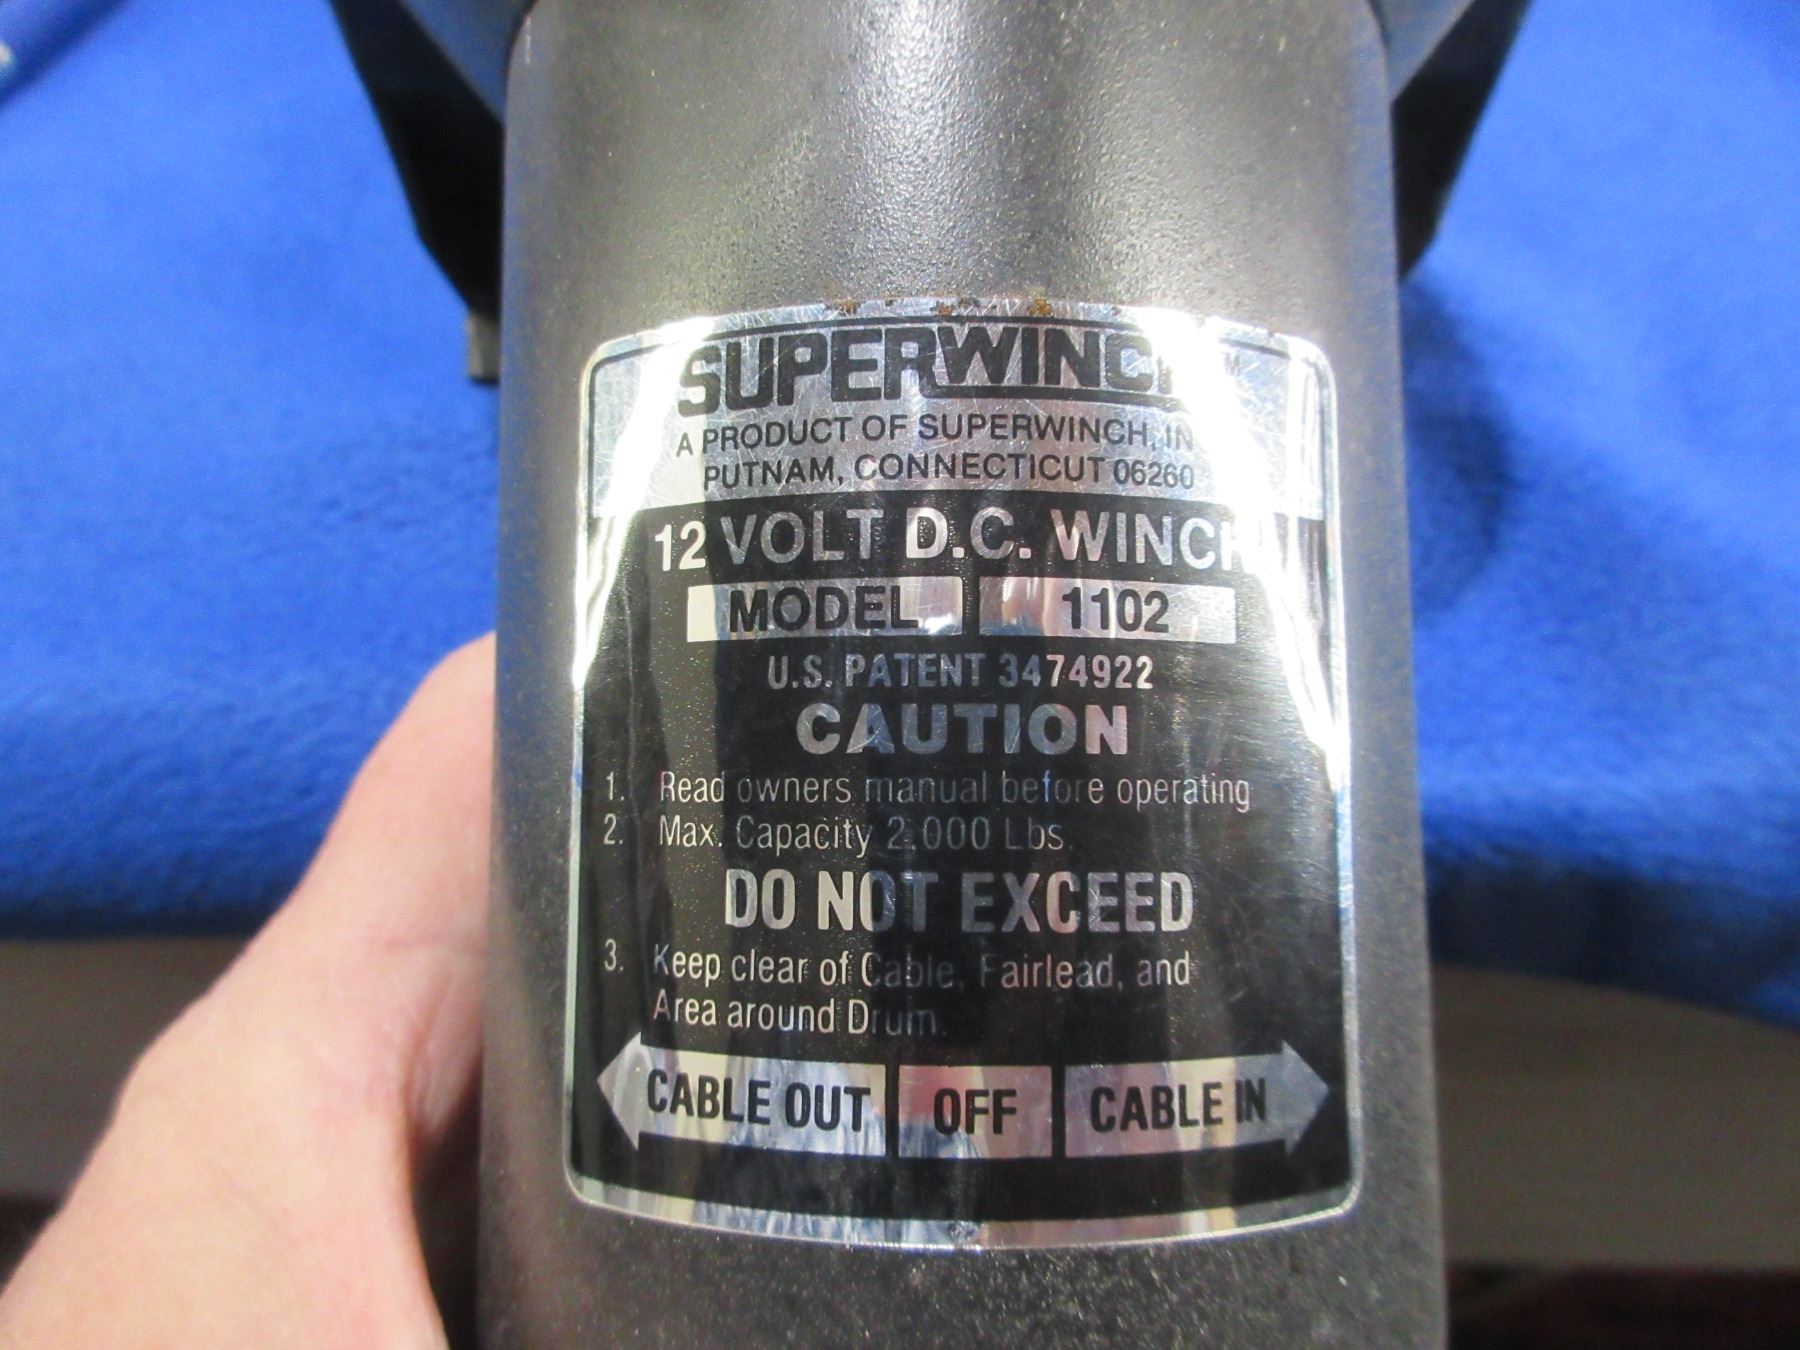 SUPERWINCH
A PRODUCT OF SUPERWINCH, IN
PUTNAM, CONNECTICUT 06260
12 VOLT D.C. WINCH
MODEL 1102
U.S. PATENT 3474922
CAUTION
1. Read owners manual before operating
2. Max. Capacity 2,000 Lbs.
DO NOT EXCEED
3. Keep clear of Cable, Fairlead, and
Area around Drum.
CABLE OUT OFF CABLE IN